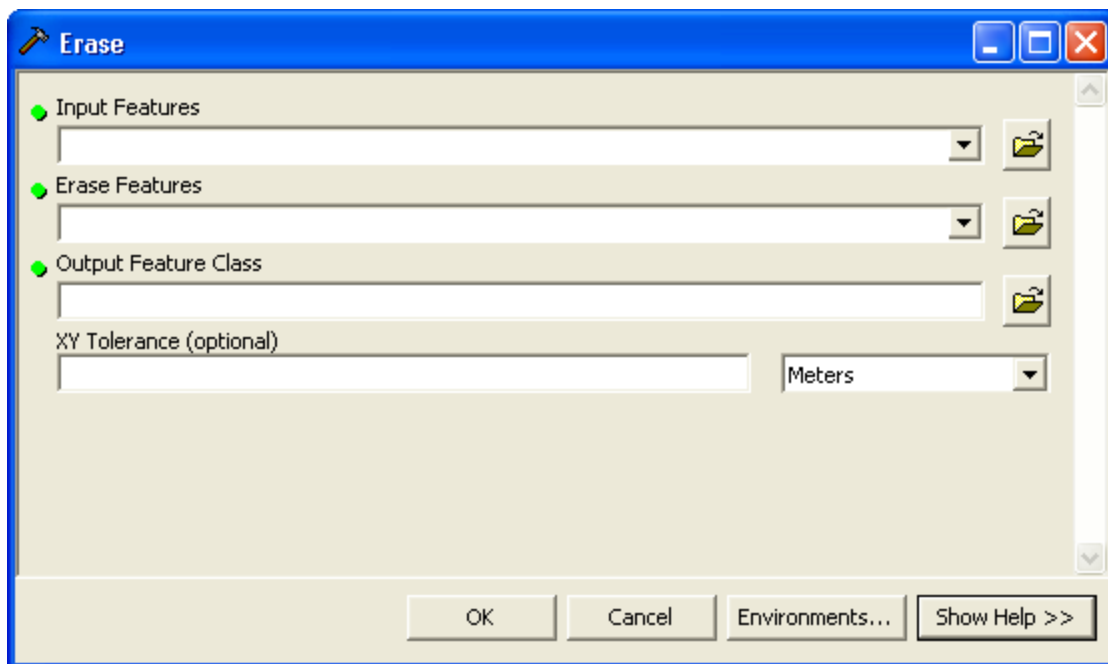 Erase
Input Features
Erase Features
Output Feature Class
XY Tolerance (optional)
Meters
OK Cancel Environments... Show Help >>